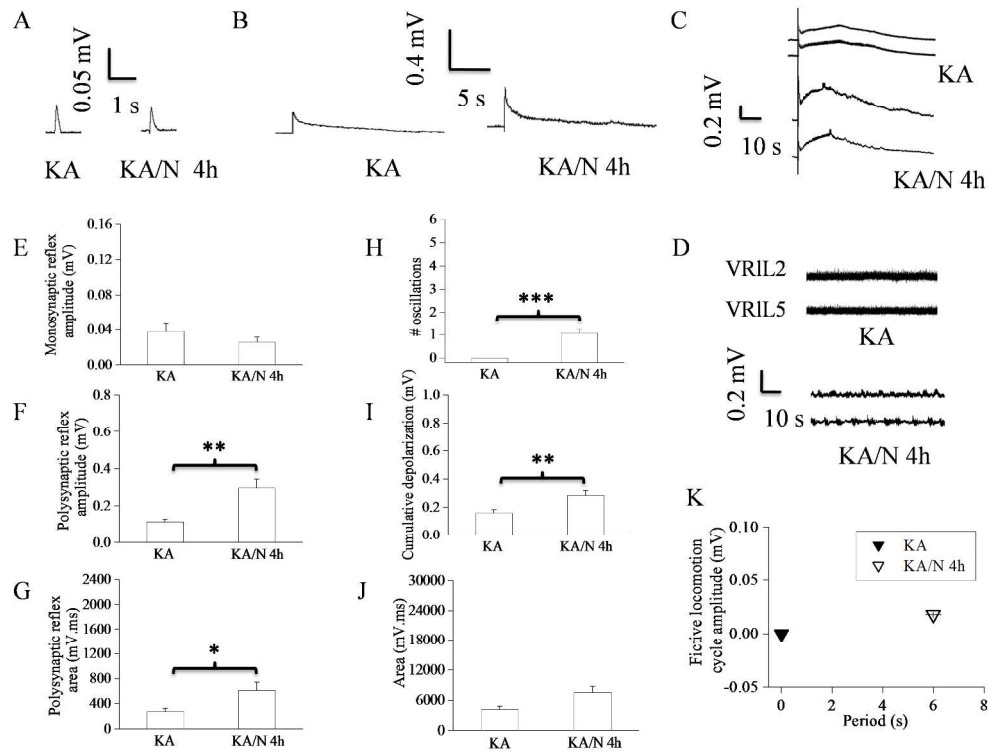 A
B
C
0.05 mV
1 s
0.4 mV
5 s
KA
KA/N 4h
KA
KA/N 4h
KA
0.2 mV
10 s
KA/N 4h
D
VRlL2
VRlL5
KA
0.2 mV
10 s
KA/N 4h
E
Monosynaptic reflex
amplitude (mV)
0.16
0.12
0.08
0.04
0.00
KA
KA/N 4h
F
Polysynaptic reflex
amplitude (mV)
0.8
0.6
0.4
0.2
0.0
**
KA
KA/N 4h
G
Polysynaptic reflex
area (mV.ms)
2400
2000
1600
1200
800
400
0
*
KA
KA/N 4h
H
# oscillations
6
5
4
3
2
1
0
***
KA
KA/N 4h
I
Cumulative depolarization (mV)
1.0
0.8
0.6
0.4
0.2
0.0
**
KA
KA/N 4h
J
Area (mV.ms)
30000
24000
18000
12000
6000
0
KA
KA/N 4h
K
Fictive locomotion
cycle amplitude (mV)
0.10
0.05
0.00
-0.05
KA
KA/N 4h
0
2
4
6
8
Period (s)